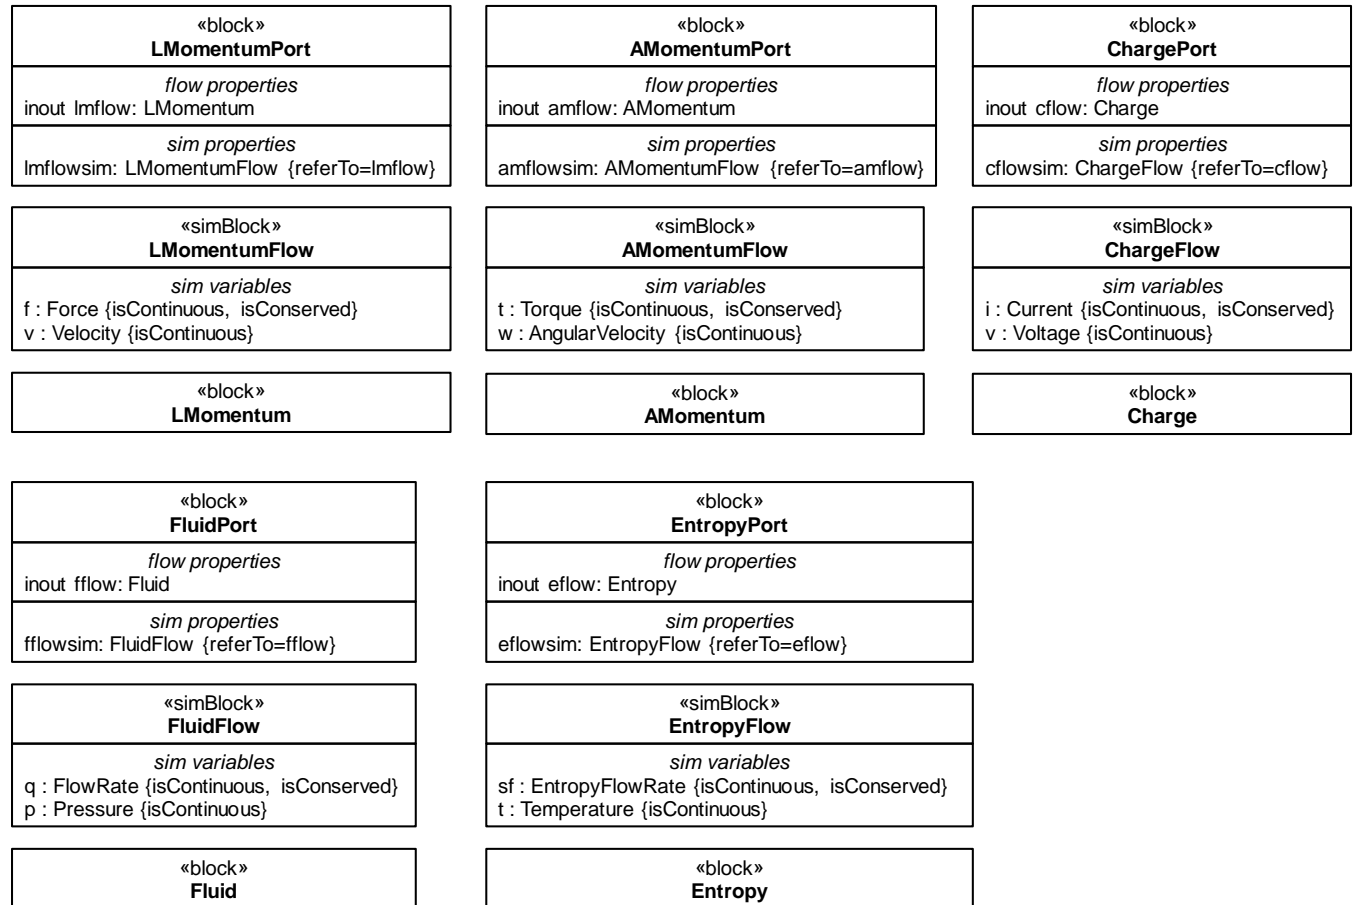 «block»
LMomentumPort
flow properties
inout lmflow: LMomentum
sim properties
lmflowsim: LMomentumFlow {referTo=lmflow}
«block»
AMomentumPort
flow properties
inout amflow: AMomentum
sim properties
amflowsim: AMomentumFlow {referTo=amflow}
«block»
ChargePort
flow properties
inout cflow: Charge
sim properties
cflowsim: ChargeFlow {referTo=cflow}
«simBlock»
LMomentumFlow
sim variables
f : Force {isContinuous, isConserved}
v : Velocity {isContinuous}
«simBlock»
AMomentumFlow
sim variables
t : Torque {isContinuous, isConserved}
w : AngularVelocity {isContinuous}
«simBlock»
ChargeFlow
sim variables
i : Current {isContinuous, isConserved}
v : Voltage {isContinuous}
«block»
LMomentum
«block»
AMomentum
«block»
Charge
«block»
FluidPort
flow properties
inout fflow: Fluid
sim properties
fflowsim: FluidFlow {referTo=fflow}
«block»
EntropyPort
flow properties
inout eflow: Entropy
sim properties
eflowsim: EntropyFlow {referTo=eflow}
«simBlock»
FluidFlow
sim variables
q : FlowRate {isContinuous, isConserved}
p : Pressure {isContinuous}
«simBlock»
EntropyFlow
sim variables
sf : EntropyFlowRate {isContinuous, isConserved}
t : Temperature {isContinuous}
«block»
Fluid
«block»
Entropy